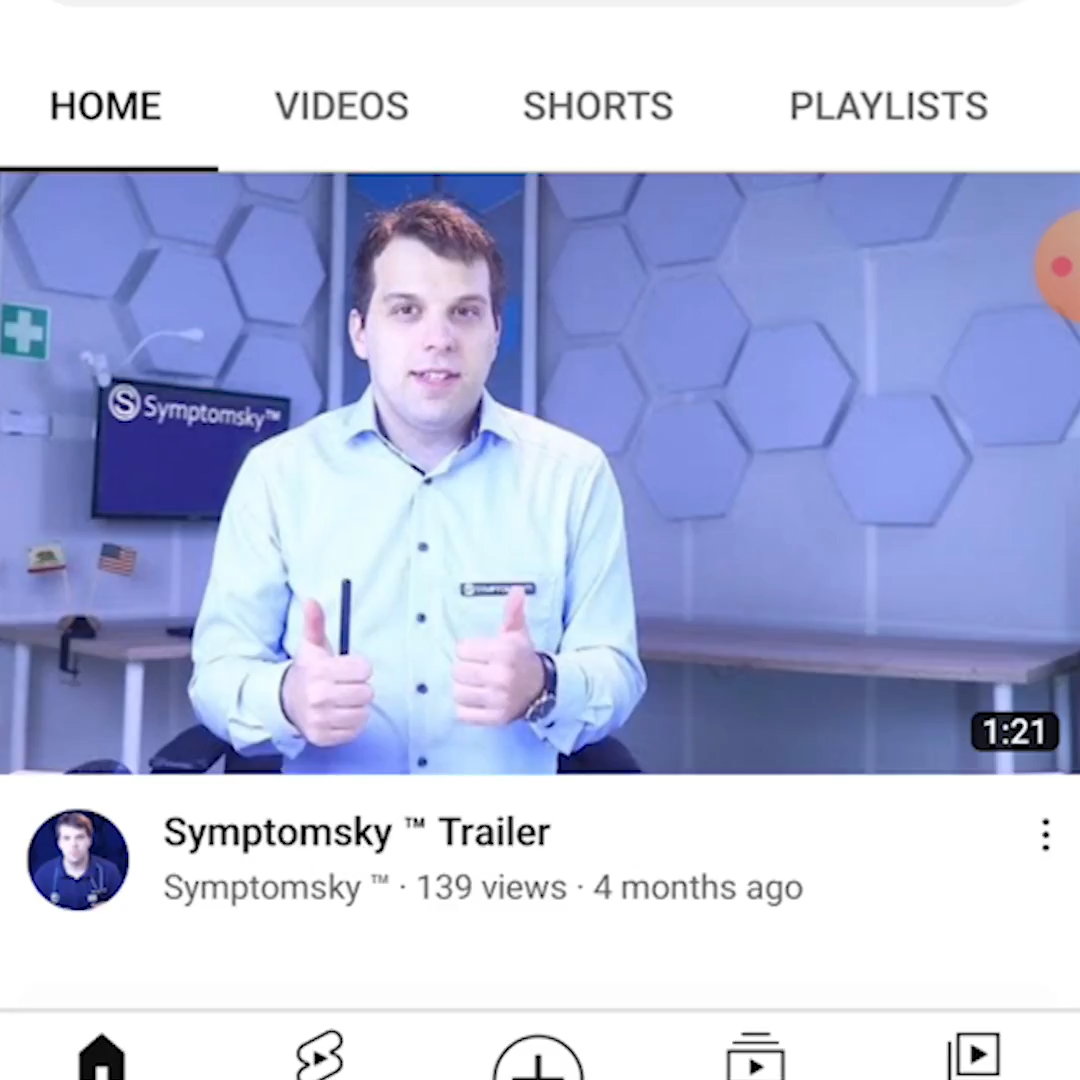 HOME VIDEOS SHORTS PLAYLISTS
S Symptomsky™
1:21
Symptomsky ™ Trailer
Symptomsky ™ · 139 views · 4 months ago